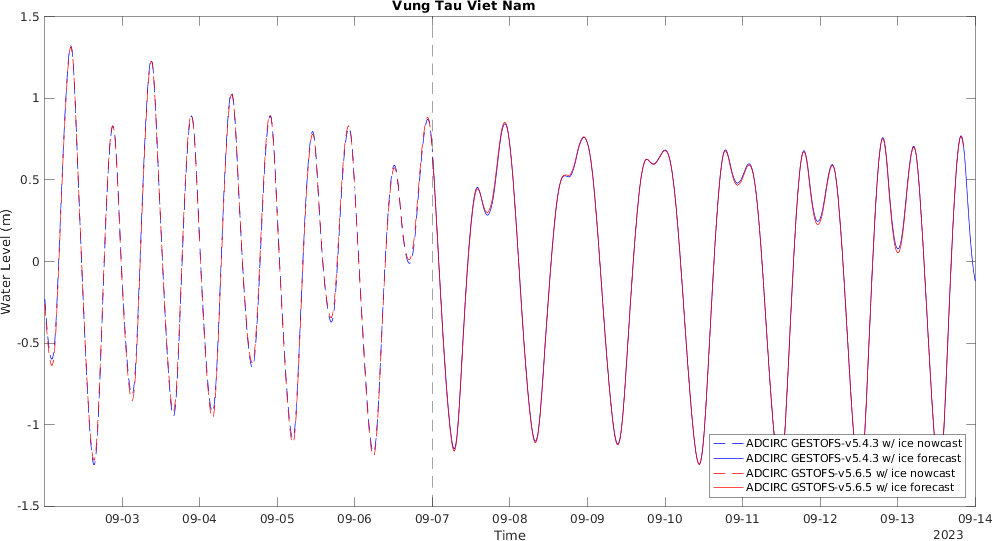 Vung Tau Viet Nam
1.5
1
0.5
0
-0.5
-1
-1.5
Water Level (m)
ADCIRC GESTOFS-v5.4.3 w/ ice nowcast
ADCIRC GESTOFS-v5.4.3 w/ ice forecast
ADCIRC GSTOFS-v5.6.5 w/ ice nowcast
ADCIRC GSTOFS-v5.6.5 w/ ice forecast
09-03 09-04 09-05 09-06 09-07 09-08 09-09 09-10 09-11 09-12 09-13 09-14
Time
2023